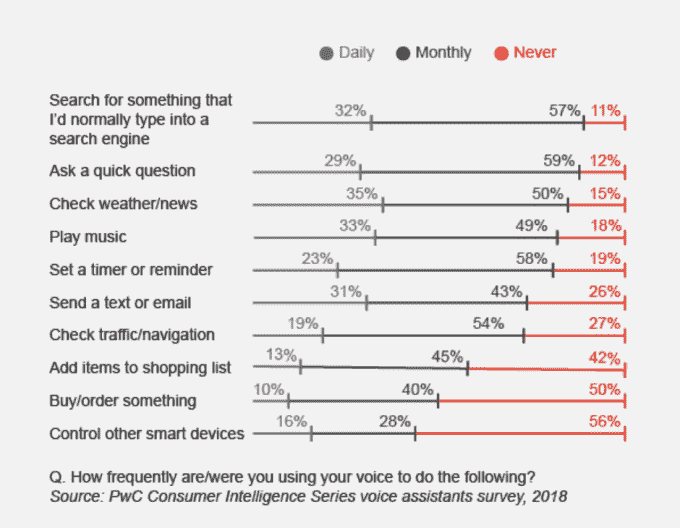 Daily Monthly Never
Search for something that
I'd normally type into a
search engine
32% 57% 11%
Ask a quick question 29% 59% 12%
Check weather/news 35% 50% 15%
Play music 33% 49% 18%
Set a timer or reminder 23% 58% 19%
Send a text or email 31% 43% 26%
Check traffic/navigation 19% 54% 27%
Add items to shopping list 13% 45% 42%
Buy/order something 10% 40% 50%
Control other smart devices 16% 28% 56%
Q. How frequently are/were you using your voice to do the following?
Source: PwC Consumer Intelligence Series voice assistants survey, 2018